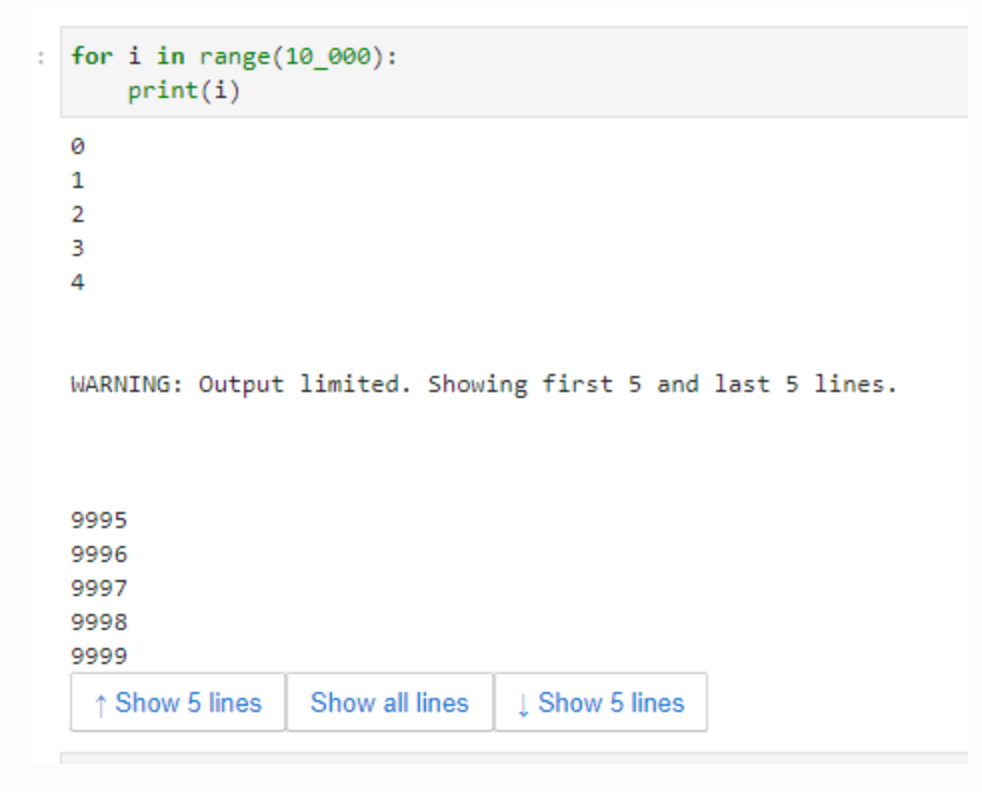 : for i in range(10_000):
    print(i)
0
1
2
3
4
WARNING: Output limited. Showing first 5 and last 5 lines.
9995
9996
9997
9998
9999
↑ Show 5 lines Show all lines ↓ Show 5 lines